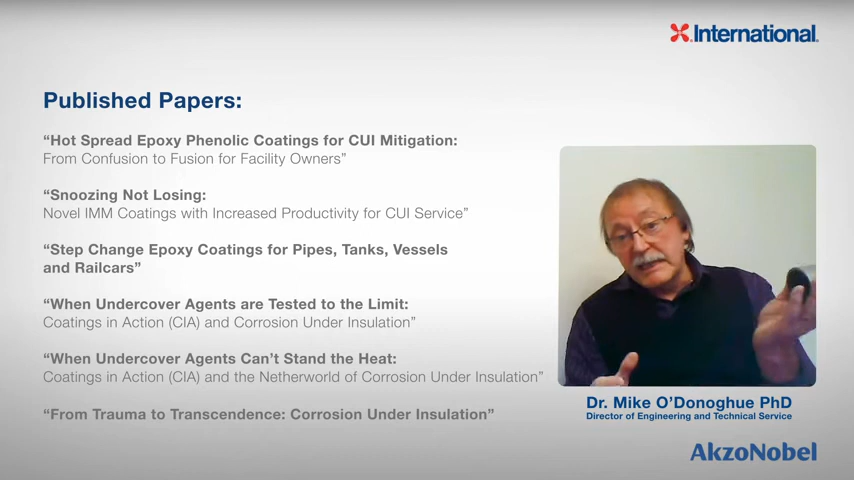 International.
Published Papers:
“Hot Spread Epoxy Phenolic Coatings for CUI Mitigation:
From Confusion to Fusion for Facility Owners”
“Snoozing Not Losing:
Novel IMM Coatings with Increased Productivity for CUI Service”
“Step Change Epoxy Coatings for Pipes, Tanks, Vessels
and Railcars”
“When Undercover Agents are Tested to the Limit:
Coatings in Action (CIA) and Corrosion Under Insulation”
“When Undercover Agents Can’t Stand the Heat:
Coatings in Action (CIA) and the Netherworld of Corrosion Under Insulation”
“From Trauma to Transcendence: Corrosion Under Insulation”
Dr. Mike O’Donoghue PhD
Director of Engineering and Technical Service
AkzoNobel